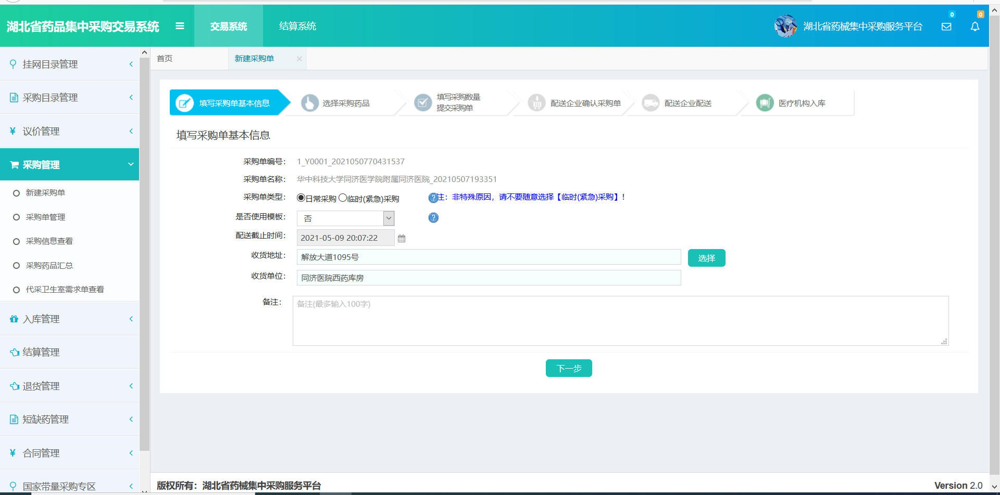 湖北省药品集中采购交易系统
交易系统
结算系统
湖北省药械集中采购服务平台
0
0
挂网目录管理
采购目录管理
¥ 议价管理
采购管理
新建采购单
采购单管理
采购信息查看
采购药品汇总
代采卫生室需求单查看
入库管理
结算管理
退货管理
短缺药管理
¥ 合同管理
国家带量采购专区
首页
新建采购单
填写采购单基本信息
选择采购药品
填写采购数量
提交采购单
配送企业确认采购单
配送企业配送
医疗机构入库
填写采购单基本信息
采购单编号： 1_Y0001_2021050770431537
采购单名称： 华中科技大学同济医学院附属同济医院_20210507193351
采购单类型： 日常采购 临时(紧急)采购 ?注：非特殊原因，请不要随意选择【临时(紧急)采购】！
是否使用模板： 否 ?
配送截止时间： 2021-05-09 20:07:22
收货地址： 解放大道1095号 选择
收货单位： 同济医院西药库房
备注： 备注(最多输入100字)
下一步
版权所有：湖北省药械集中采购服务平台
Version 2.0